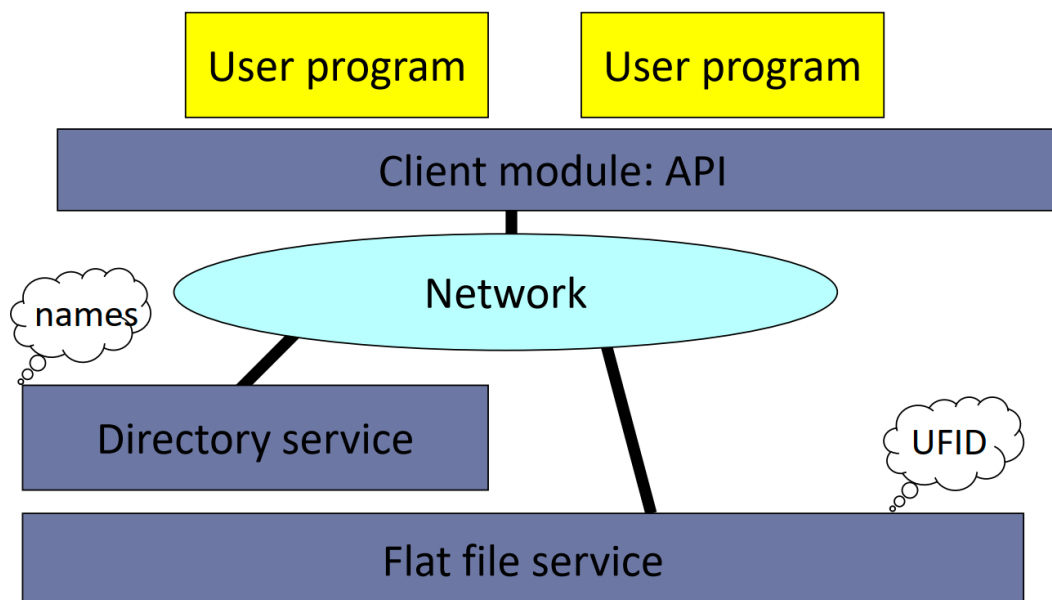 User program
User program
Client module: API
Network
names
Directory service
UFID
Flat file service